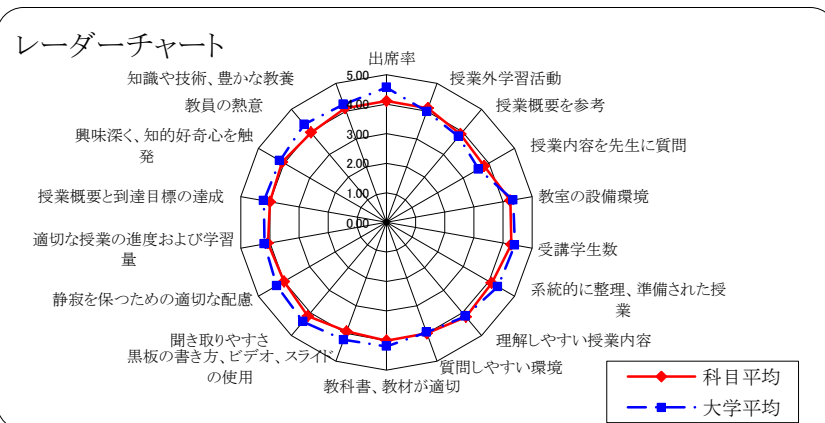 レーダーチャート
出席率
授業外学習活動
授業概要を参考
授業内容を先生に質問
教室の設備環境
受講学生数
系統的に整理、準備された授
業
理解しやすい授業内容
質問しやすい環境
教科書、教材が適切
黒板の書き方、ビデオ、スライド
の使用
聞き取りやすさ
静寂を保つための適切な配慮
適切な授業の進度および学習
量
授業概要と到達目標の達成
興味深く、知的好奇心を触
発
教員の熱意
知識や技術、豊かな教養
5.00
4.00
3.00
2.00
1.00
0.00
科目平均
大学平均